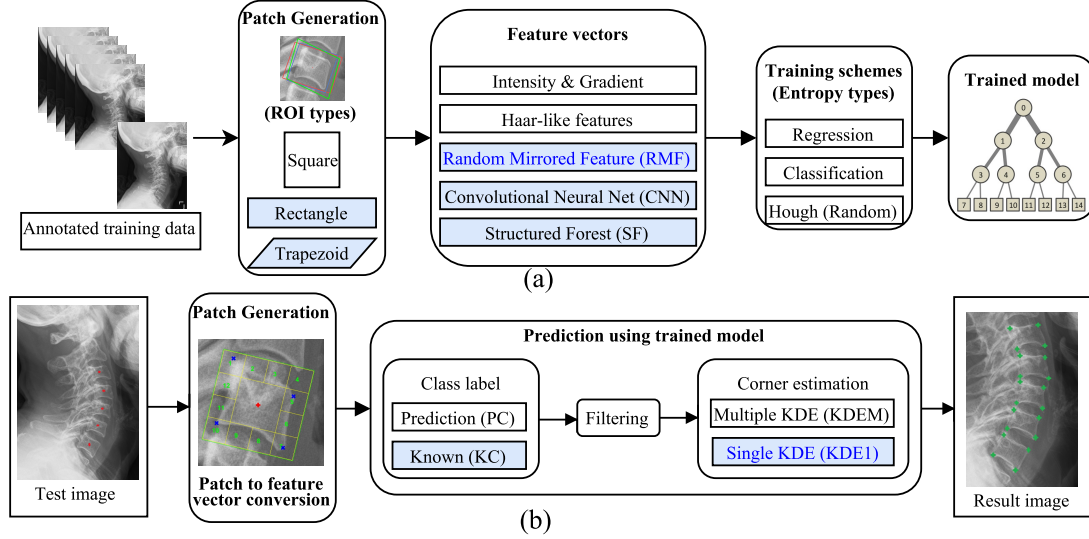 Patch Generation
(ROI types)
Square
Rectangle
Trapezoid
Annotated training data
Feature vectors
Intensity & Gradient
Haar-like features
Random Mirrored Feature (RMF)
Convolutional Neural Net (CNN)
Structured Forest (SF)
Training schemes
(Entropy types)
Regression
Classification
Hough (Random)
Trained model
0
1 2
3 4 5 6
7 8 9 10 11 12 13 14
(a)
Test image
Patch Generation
Patch to feature
vector conversion
Prediction using trained model
Class label
Prediction (PC)
Known (KC)
Filtering
Corner estimation
Multiple KDE (KDEM)
Single KDE (KDE1)
Result image
(b)